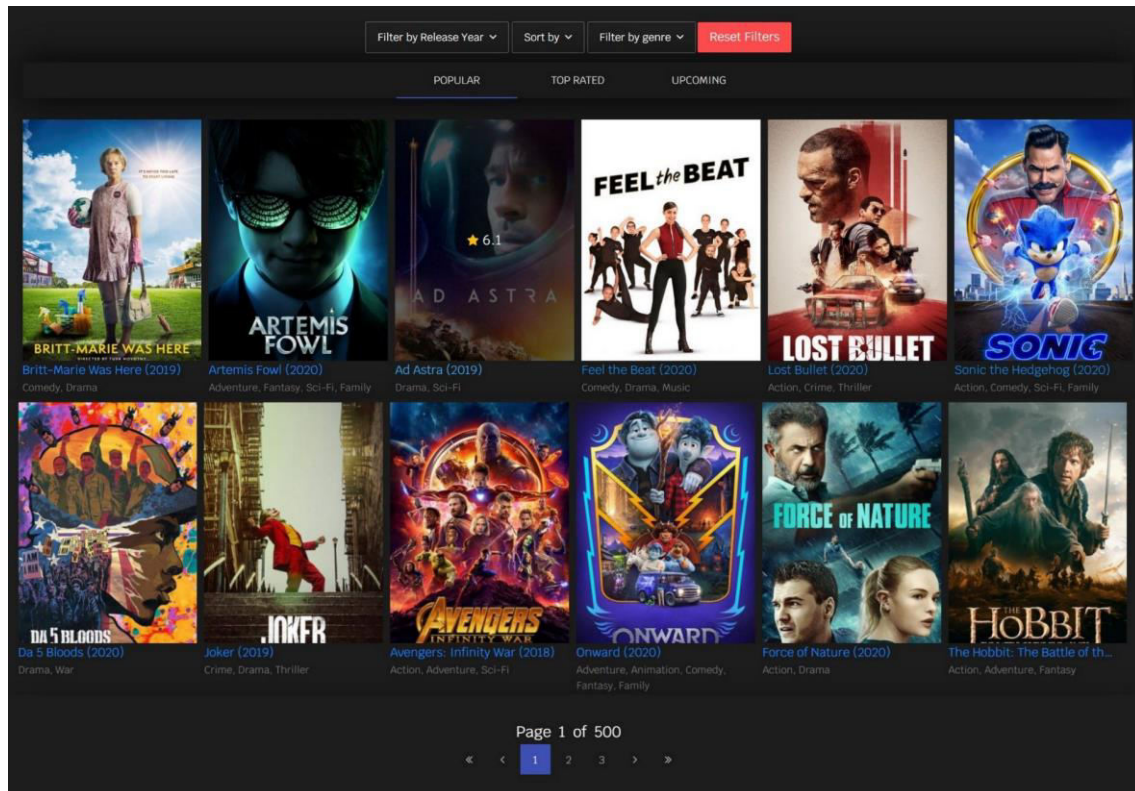 Filter by Release Year
Sort by
Filter by genre
Reset Filters
POPULAR
TOP RATED
UPCOMING
BRITT-MARIE WAS HERE
ARTEMIS
FOWL
6.1
AD ASTRA
FEEL the BEAT
LOST BULLET
SONIC
Britt-Marie Was Here (2019)
Comedy, Drama
Artemis Fowl (2020)
Adventure, Fantasy, Sci-Fi, Family
Ad Astra (2019)
Drama, Sci-Fi
Feel the Beat (2020)
Comedy, Drama, Music
Lost Bullet (2020)
Action, Crime, Thriller
Sonic the Hedgehog (2020)
Action, Comedy, Sci-Fi, Family
DA 5 BLOODS
JOKER
AVENGERS
INFINITY WAR
ONWARD
FORCE OF NATURE
THE
HOBBIT
Da 5 Bloods (2020)
Drama, War
Joker (2019)
Crime, Drama, Thriller
Avengers: Infinity War (2018)
Action, Adventure, Sci-Fi
Onward (2020)
Adventure, Animation, Comedy,
Fantasy, Family
Force of Nature (2020)
Action, Drama
The Hobbit: The Battle of th...
Action, Adventure, Fantasy
Page 1 of 500
« ‹ 1 2 3 › »